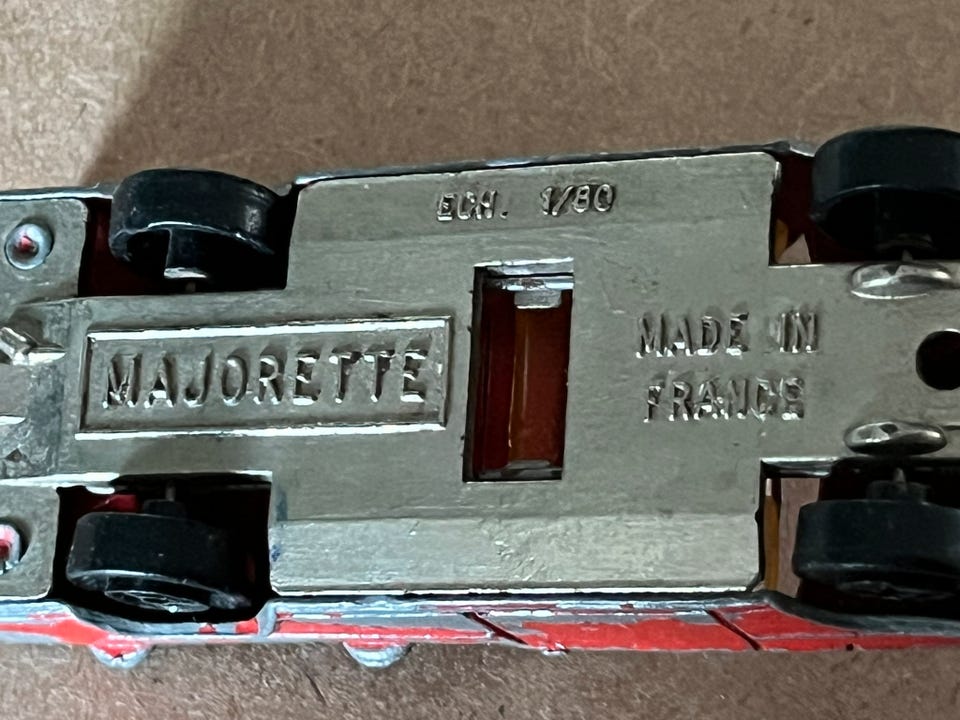 ECH. 1/80
MAJORETTE
MADE IN
FRANCE